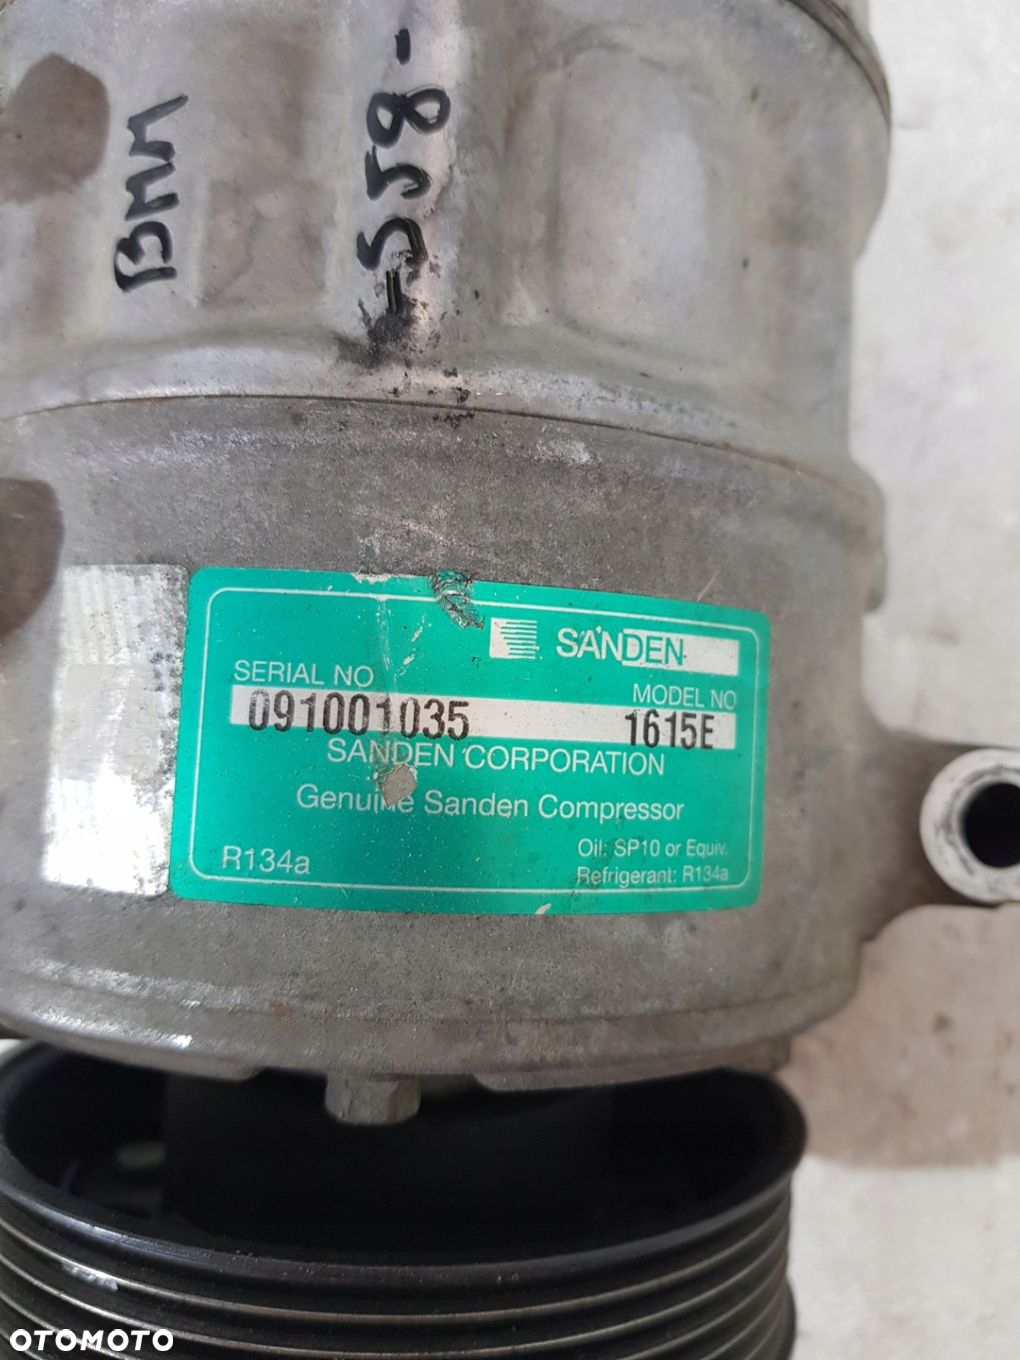 BMW
-558-
SANDEN
SERIAL NO
MODEL NO
091001035
1615E
SANDEN CORPORATION
Genuine Sanden Compressor
R134a
Oil: SP10 or Equiv.
Refrigerant: R134a
OTOMOTO